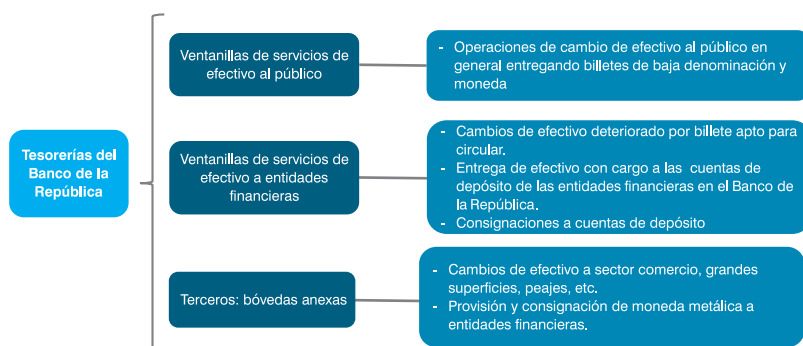 Tesorerías del
Banco de la
República
Ventanillas de servicios de
efectivo al público
- Operaciones de cambio de efectivo al público en
general entregando billetes de baja denominación y
moneda
Ventanillas de servicios de
efectivo a entidades
financieras
- Cambios de efectivo deteriorado por billete apto para
circular.
- Entrega de efectivo con cargo a las cuentas de
depósito de las entidades financieras en el Banco de
la República.
- Consignaciones a cuentas de depósito
Terceros: bóvedas anexas
- Cambios de efectivo a sector comercio, grandes
superficies, peajes, etc.
- Provisión y consignación de moneda metálica a
entidades financieras.